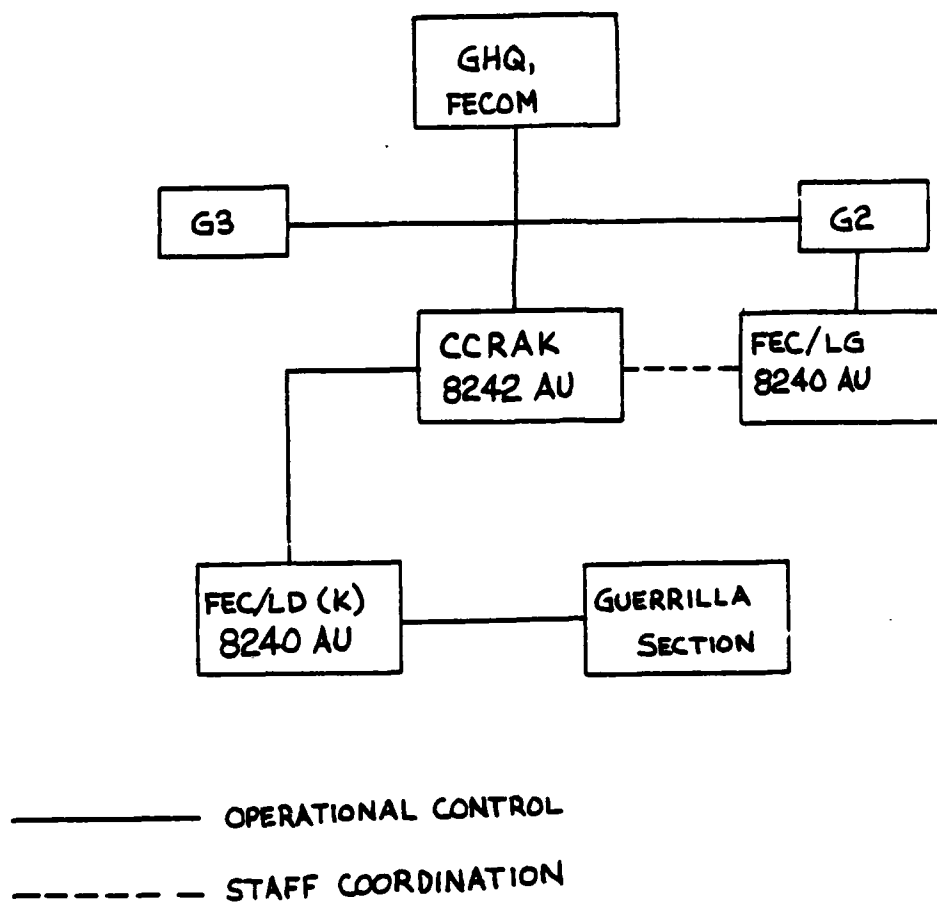 GHQ,
FECOM
G3
G2
CCRAK
8242 AU
FEC/LG
8240 AU
FEC/LD (K)
8240 AU
GUERRILLA
SECTION
OPERATIONAL CONTROL
STAFF COORDINATION